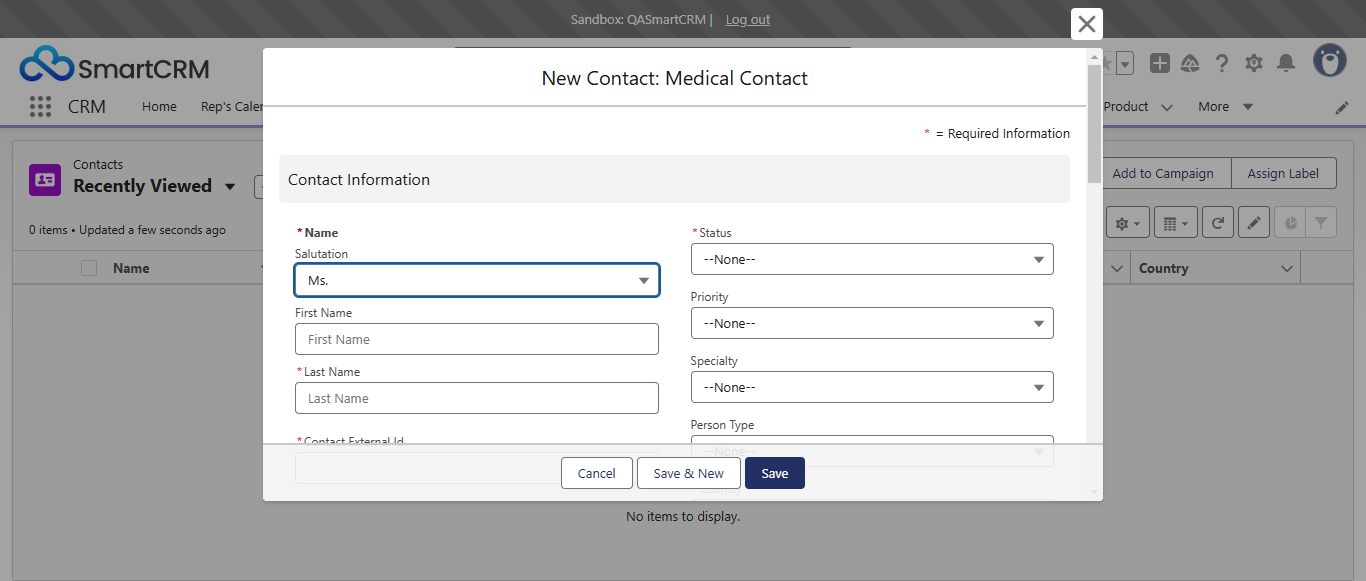 Sandbox: QASmartCRM | Log out
SmartCRM
CRM Home Rep's Caler Product More
New Contact: Medical Contact
* = Required Information
Contacts
Recently Viewed
Add to Campaign Assign Label
0 items • Updated a few seconds ago
Name Country
Contact Information
* Name
Salutation
Ms.
First Name
First Name
* Last Name
Last Name
* Contact External Id
* Status
--None--
Priority
--None--
Specialty
--None--
Person Type
--None--
Country
Cancel Save & New Save
No items to display.